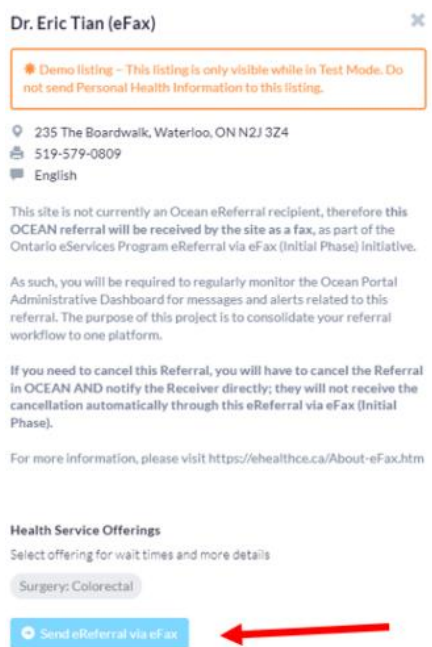 Dr. Eric Tian (eFax)
Demo listing – This listing is only visible while in Test Mode. Do
not send Personal Health Information to this listing.
235 The Boardwalk, Waterloo, ON N2J 3Z4
519-579-0809
English
This site is not currently an Ocean eReferral recipient, therefore this
OCEAN referral will be received by the site as a fax, as part of the
Ontario eServices Program eReferral via eFax (Initial Phase) initiative.
As such, you will be required to regularly monitor the Ocean Portal
Administrative Dashboard for messages and alerts related to this
referral. The purpose of this project is to consolidate your referral
workflow to one platform.
If you need to cancel this Referral, you will have to cancel the Referral
in OCEAN AND notify the Receiver directly; they will not receive the
cancellation automatically through this eReferral via eFax (Initial
Phase).
For more information, please visit https://ehealthce.ca/About-eFax.htm
Health Service Offerings
Select offering for wait times and more details
Surgery: Colorectal
Send eReferral via eFax